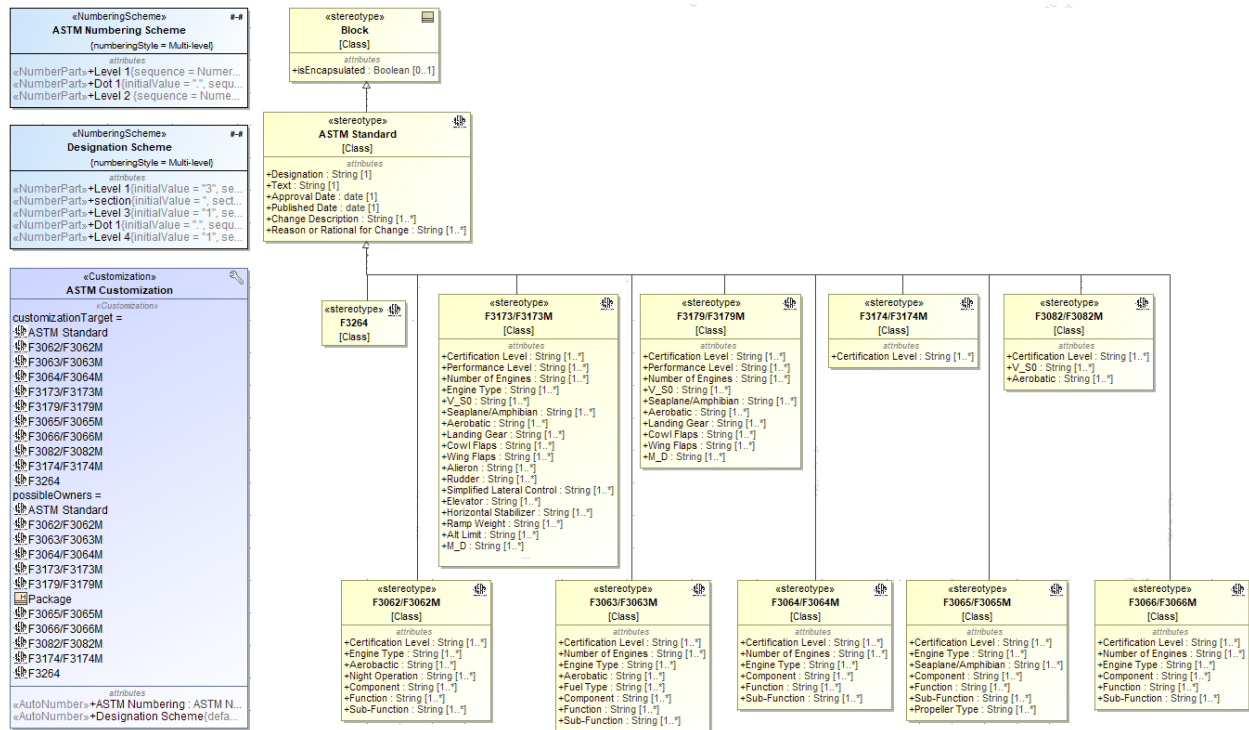 «NumberingScheme»
#-#
ASTM Numbering Scheme
{numberingStyle = Multi-level}
attributes
«NumberPart»+Level 1{sequence = Numer...
«NumberPart»+Dot 1{initialValue = ".", sequ...
«NumberPart»+Level 2 {sequence = Nume...
«NumberingScheme»
#-#
Designation Scheme
{numberingStyle = Multi-level}
attributes
«NumberPart»+Level 1{initialValue = "3", se...
«NumberPart»+section{initialValue = ", sect...
«NumberPart»+Level 3{initialValue = "1", se...
«NumberPart»+Dot 1{initialValue = ".", sequ...
«NumberPart»+Level 4{initialValue = "1", se...
«Customization»
ASTM Customization
«Customization»
customizationTarget =
ASTM Standard
F3062/F3062M
F3063/F3063M
F3064/F3064M
F3173/F3173M
F3179/F3179M
F3065/F3065M
F3066/F3066M
F3082/F3082M
F3174/F3174M
F3264
possibleOwners =
ASTM Standard
F3062/F3062M
F3063/F3063M
F3064/F3064M
F3173/F3173M
F3179/F3179M
Package
F3065/F3065M
F3066/F3066M
F3082/F3082M
F3174/F3174M
F3264
attributes
«AutoNumber»+ASTM Numbering : ASTM N...
«AutoNumber»+Designation Scheme{defa...
«stereotype»
Block
[Class]
attributes
+isEncapsulated : Boolean [0..1]
«stereotype»
ASTM Standard
[Class]
attributes
+Designation : String [1]
+Text : String [1]
+Approval Date : date [1]
+Published Date : date [1]
+Change Description : String [1..*]
+Reason or Rational for Change : String [1..*]
«stereotype»
F3264
[Class]
«stereotype»
F3173/F3173M
[Class]
attributes
+Certification Level : String [1..*]
+Performance Level : String [1..*]
+Number of Engines : String [1..*]
+Engine Type : String [1..*]
+V_S0 : String [1..*]
+Seaplane/Amphibian : String [1..*]
+Aerobatic : String [1..*]
+Landing Gear : String [1..*]
+Cowl Flaps : String [1..*]
+Wing Flaps : String [1..*]
+Alieron : String [1..*]
+Rudder : String [1..*]
+Simplified Lateral Control : String [1..*]
+Elevator : String [1..*]
+Horizontal Stabilizer : String [1..*]
+Ramp Weight : String [1..*]
+Alt Limit : String [1..*]
+M_D : String [1..*]
...
«stereotype»
F3179/F3179M
[Class]
attributes
+Certification Level : String [1..*]
+Performance Level : String [1..*]
+Number of Engines : String [1..*]
+V_S0 : String [1..*]
+Seaplane/Amphibian : String [1..*]
+Aerobatic : String [1..*]
+Landing Gear : String [1..*]
+Cowl Flaps : String [1..*]
+Wing Flaps : String [1..*]
+M_D : String [1..*]
«stereotype»
F3174/F3174M
[Class]
attributes
+Certification Level : String [1..*]
«stereotype»
F3082/F3082M
[Class]
attributes
+Certification Level : String [1..*]
+V_S0 : String [1..*]
+Aerobatic : String [1..*]
«stereotype»
F3062/F3062M
[Class]
attributes
+Certification Level : String [1..*]
+Engine Type : String [1..*]
+Aerobactic : String [1..*]
+Night Operation : String [1..*]
+Component : String [1..*]
+Function : String [1..*]
+Sub-Function : String [1..*]
«stereotype»
F3063/F3063M
[Class]
attributes
+Certification Level : String [1..*]
+Number of Engines : String [1..*]
+Engine Type : String [1..*]
+Aerobatic : String [1..*]
+Fuel Type : String [1..*]
+Component : String [1..*]
+Function : String [1..*]
+Sub-Function : String [1..*]
«stereotype»
F3064/F3064M
[Class]
attributes
+Certification Level : String [1..*]
+Number of Engines : String [1..*]
+Engine Type : String [1..*]
+Component : String [1..*]
+Function : String [1..*]
+Sub-Function : String [1..*]
«stereotype»
F3065/F3065M
[Class]
attributes
+Certification Level : String [1..*]
+Engine Type : String [1..*]
+Seaplane/Amphibian : String [1..*]
+Component : String [1..*]
+Function : String [1..*]
+Sub-Function : String [1..*]
+Propeller Type : String [1..*]
«stereotype»
F3066/F3066M
[Class]
attributes
+Certification Level : String [1..*]
+Number of Engines : String [1..*]
+Engine Type : String [1..*]
+Component : String [1..*]
+Function : String [1..*]
+Sub-Function : String [1..*]